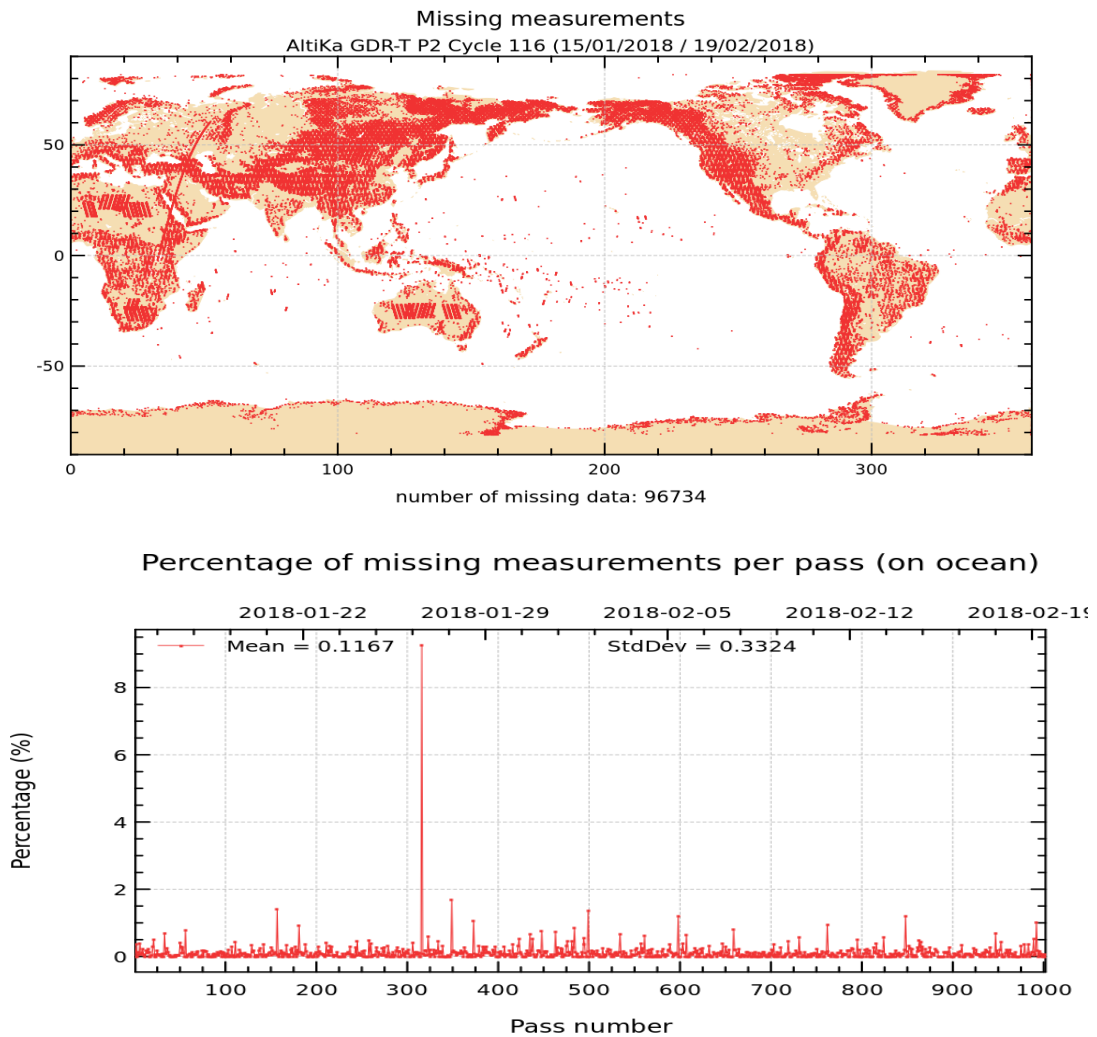 Missing measurements
AltiKa GDR-T P2 Cycle 116 (15/01/2018 / 19/02/2018)
50
0
-50
0 100 200 300
number of missing data: 96734
Percentage of missing measurements per pass (on ocean)
2018-01-22 2018-01-29 2018-02-05 2018-02-12 2018-02-19
Mean = 0.1167 StdDev = 0.3324
8
6
4
2
0
Percentage (%)
100 200 300 400 500 600 700 800 900 1000
Pass number